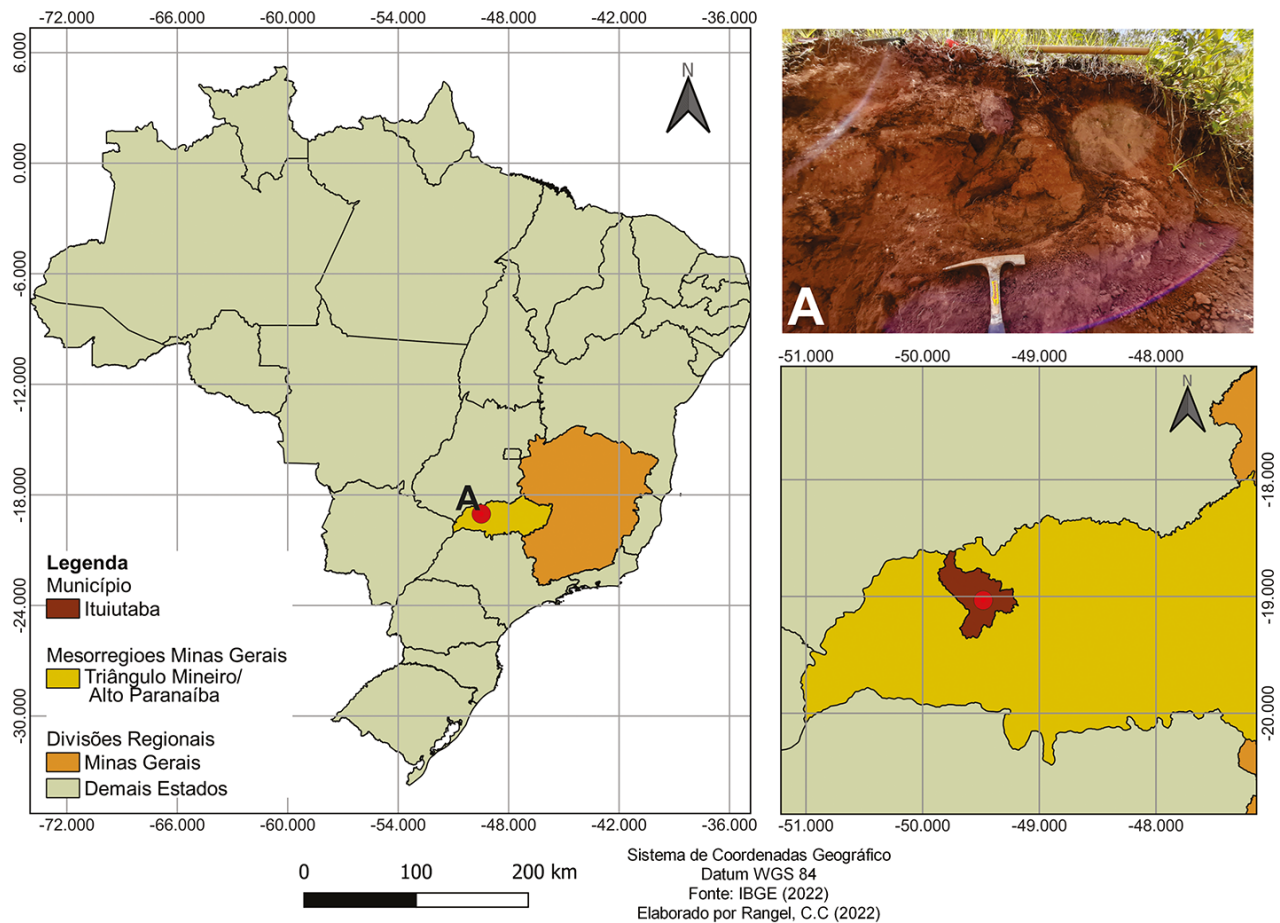 -72.000 -66.000 -60.000 -54.000 -48.000 -42.000 -36.000
6.000
0.000
-6.000
-12.000
-18.000
-24.000
-30.000
N
A
Legenda
Município
Ituiutaba
Mesorregioes Minas Gerais
Triângulo Mineiro/
Alto Paranaíba
Divisões Regionais
Minas Gerais
Demais Estados
-72.000 -66.000 -60.000 -54.000 -48.000 -42.000 -36.000
A
-51.000 -50.000 -49.000 -48.000
N
-18.000
-19.000
-20.000
-51.000 -50.000 -49.000 -48.000
0 100 200 km
Sistema de Coordenadas Geográfico
Datum WGS 84
Fonte: IBGE (2022)
Elaborado por Rangel, C.C (2022)